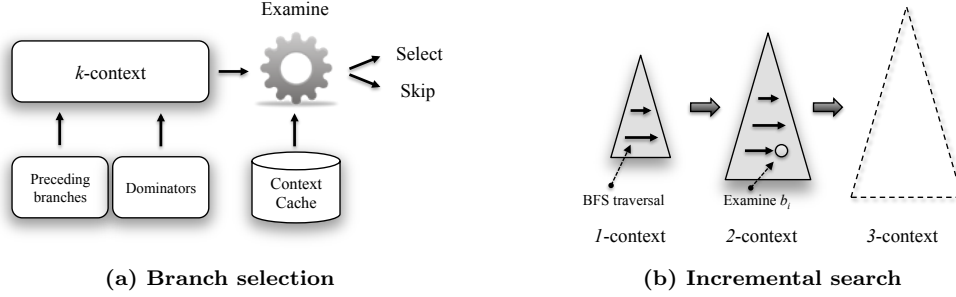 Examine
k-context
Select
Skip
Preceding
branches
Dominators
Context
Cache
(a) Branch selection
BFS traversal
Examine bi
1-context
2-context
3-context
(b) Incremental search